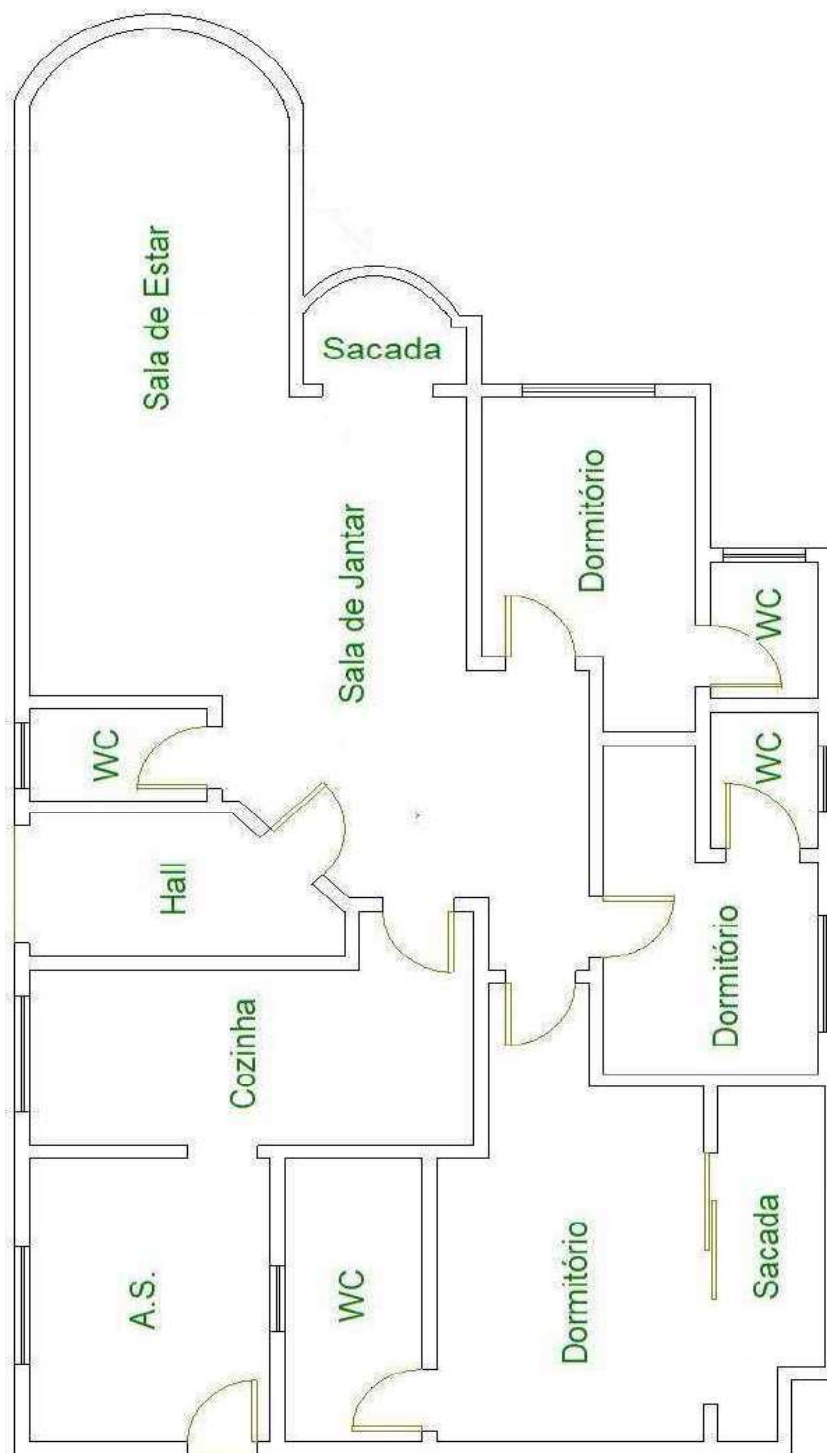 Sala de Estar
Sacada
Sala de Jantar
Dormitório
WC
WC
WC
Hall
Dormitório
Cozinha
A.S.
WC
Dormitório
Sacada